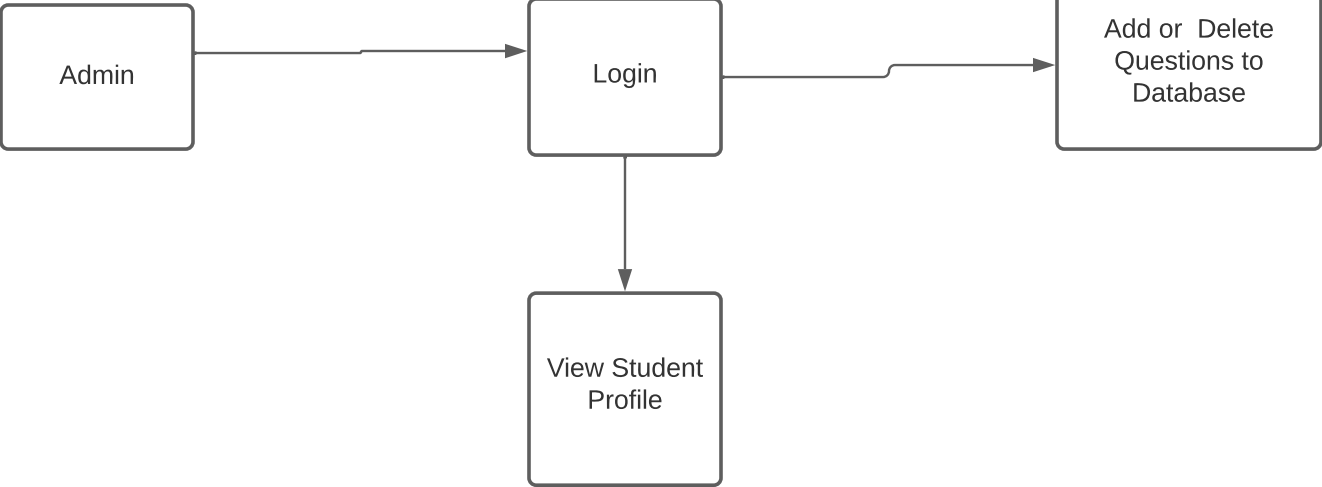 Admin
Login
Add or  Delete
Questions to
Database
View Student
Profile